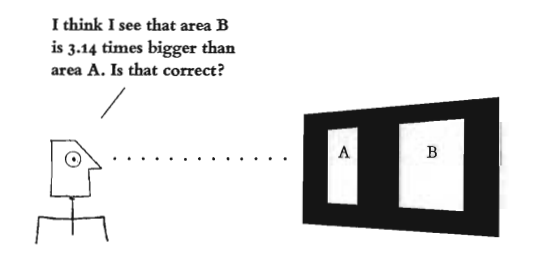 I think I see that area B
is 3.14 times bigger than
area A. Is that correct?
A B